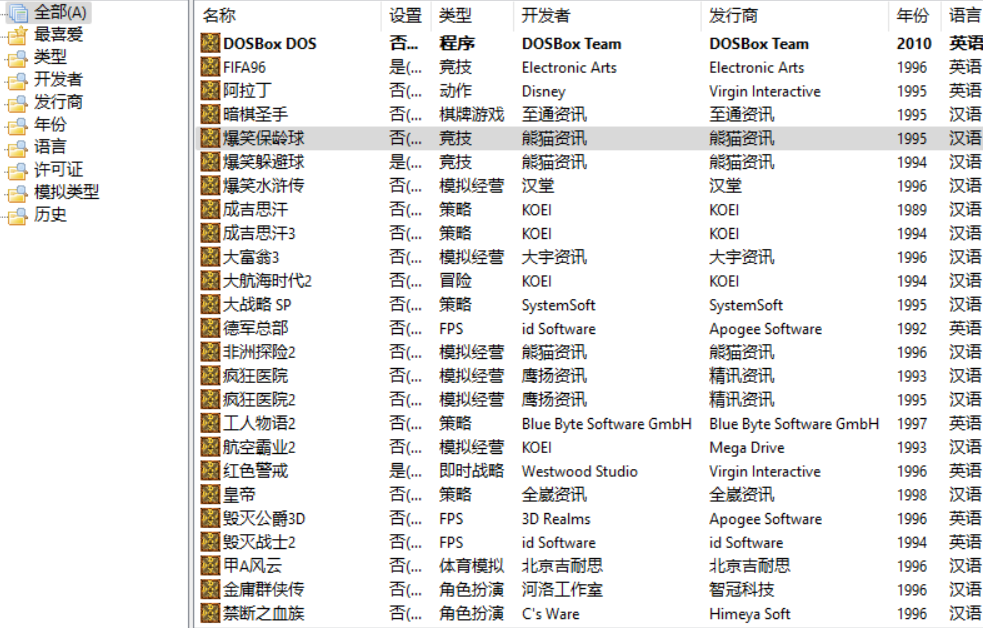 全部(A)
最喜爱
类型
开发者
发行商
年份
语言
许可证
模拟类型
历史
名称 设置 类型 开发者 发行商 年份 语言
DOSBox DOS 否... 程序 DOSBox Team DOSBox Team 2010 英语
FIFA96 是(... 竞技 Electronic Arts Electronic Arts 1996 英语
阿拉丁 否(... 动作 Disney Virgin Interactive 1995 英语
暗棋圣手 否(... 棋牌游戏 至通资讯 至通资讯 1995 汉语
爆笑保龄球 否(... 竞技 熊猫资讯 熊猫资讯 1995 汉语
爆笑躲避球 是(... 竞技 熊猫资讯 熊猫资讯 1994 汉语
爆笑水浒传 否(... 模拟经营 汉堂 汉堂 1996 汉语
成吉思汗 否(... 策略 KOEI KOEI 1989 汉语
成吉思汗3 否(... 策略 KOEI KOEI 1994 汉语
大富翁3 否(... 模拟经营 大宇资讯 大宇资讯 1996 汉语
大航海时代2 否(... 冒险 KOEI KOEI 1994 汉语
大战略 SP 否(... 策略 SystemSoft SystemSoft 1995 汉语
德军总部 否(... FPS id Software Apogee Software 1992 英语
非洲探险2 否(... 模拟经营 熊猫资讯 熊猫资讯 1996 汉语
疯狂医院 否(... 模拟经营 鹰扬资讯 精讯资讯 1993 汉语
疯狂医院2 否(... 模拟经营 鹰扬资讯 精讯资讯 1995 汉语
工人物语2 否(... 策略 Blue Byte Software GmbH Blue Byte Software GmbH 1997 英语
航空霸业2 否(... 模拟经营 KOEI Mega Drive 1993 汉语
红色警戒 是(... 即时战略 Westwood Studio Virgin Interactive 1996 英语
皇帝 否(... 策略 全崴资讯 全崴资讯 1998 汉语
毁灭公爵3D 否(... FPS 3D Realms Apogee Software 1996 英语
毁灭战士2 否(... FPS id Software id Software 1994 英语
甲A风云 否(... 体育模拟 北京吉耐思 北京吉耐思 1996 汉语
金庸群侠传 否(... 角色扮演 河洛工作室 智冠科技 1996 汉语
禁断之血族 否(... 角色扮演 C's Ware Himeya Soft 1996 汉语